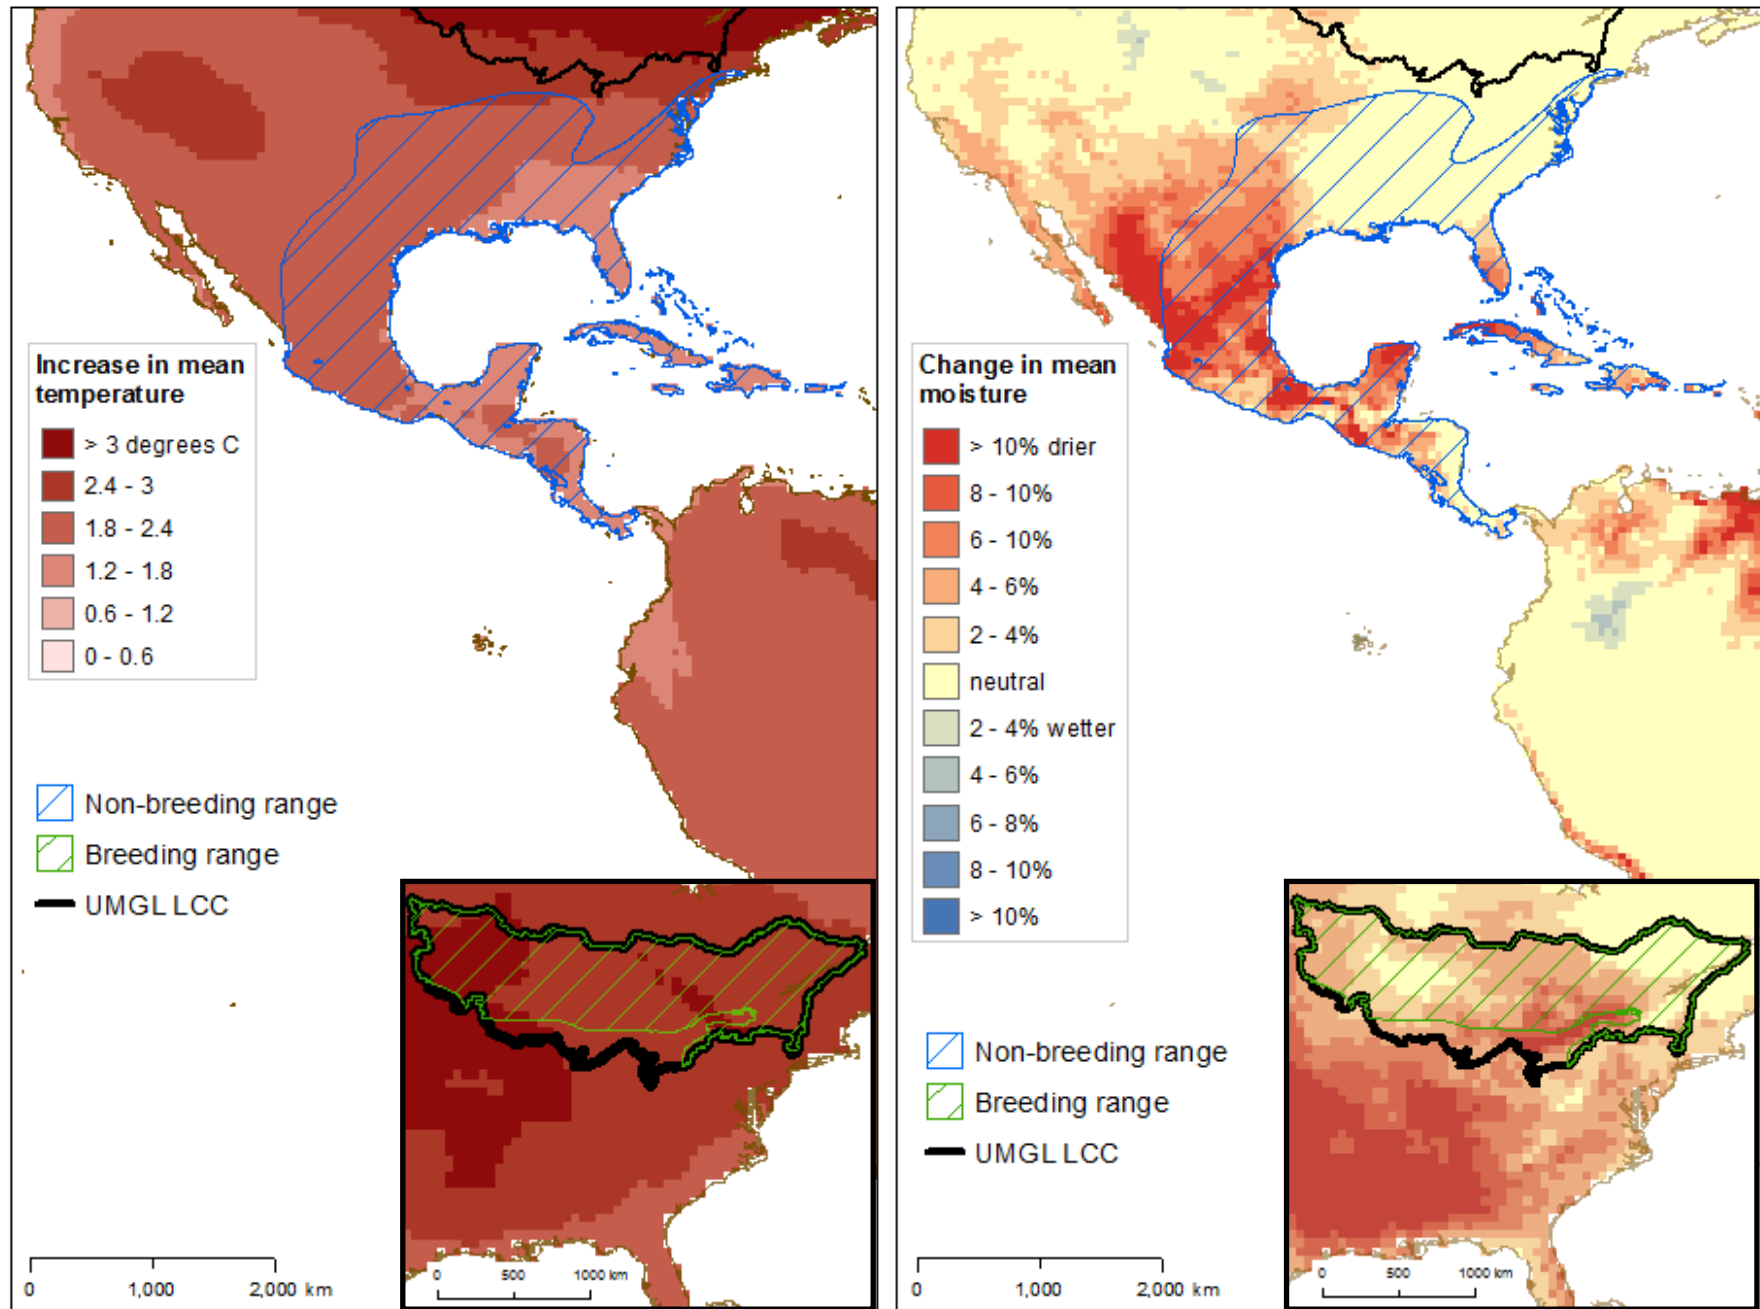 Increase in mean
temperature
> 3 degrees C
2.4 - 3
1.8 - 2.4
1.2 - 1.8
0.6 - 1.2
0 - 0.6
Non-breeding range
Breeding range
UMGL LCC
0 1,000 2,000 km
0 500 1000 km
Change in mean
moisture
> 10% drier
8 - 10%
6 - 10%
4 - 6%
2 - 4%
neutral
2 - 4% wetter
4 - 6%
6 - 8%
8 - 10%
> 10%
Non-breeding range
Breeding range
UMGL LCC
0 1,000 2,000 km
0 500 1000 km